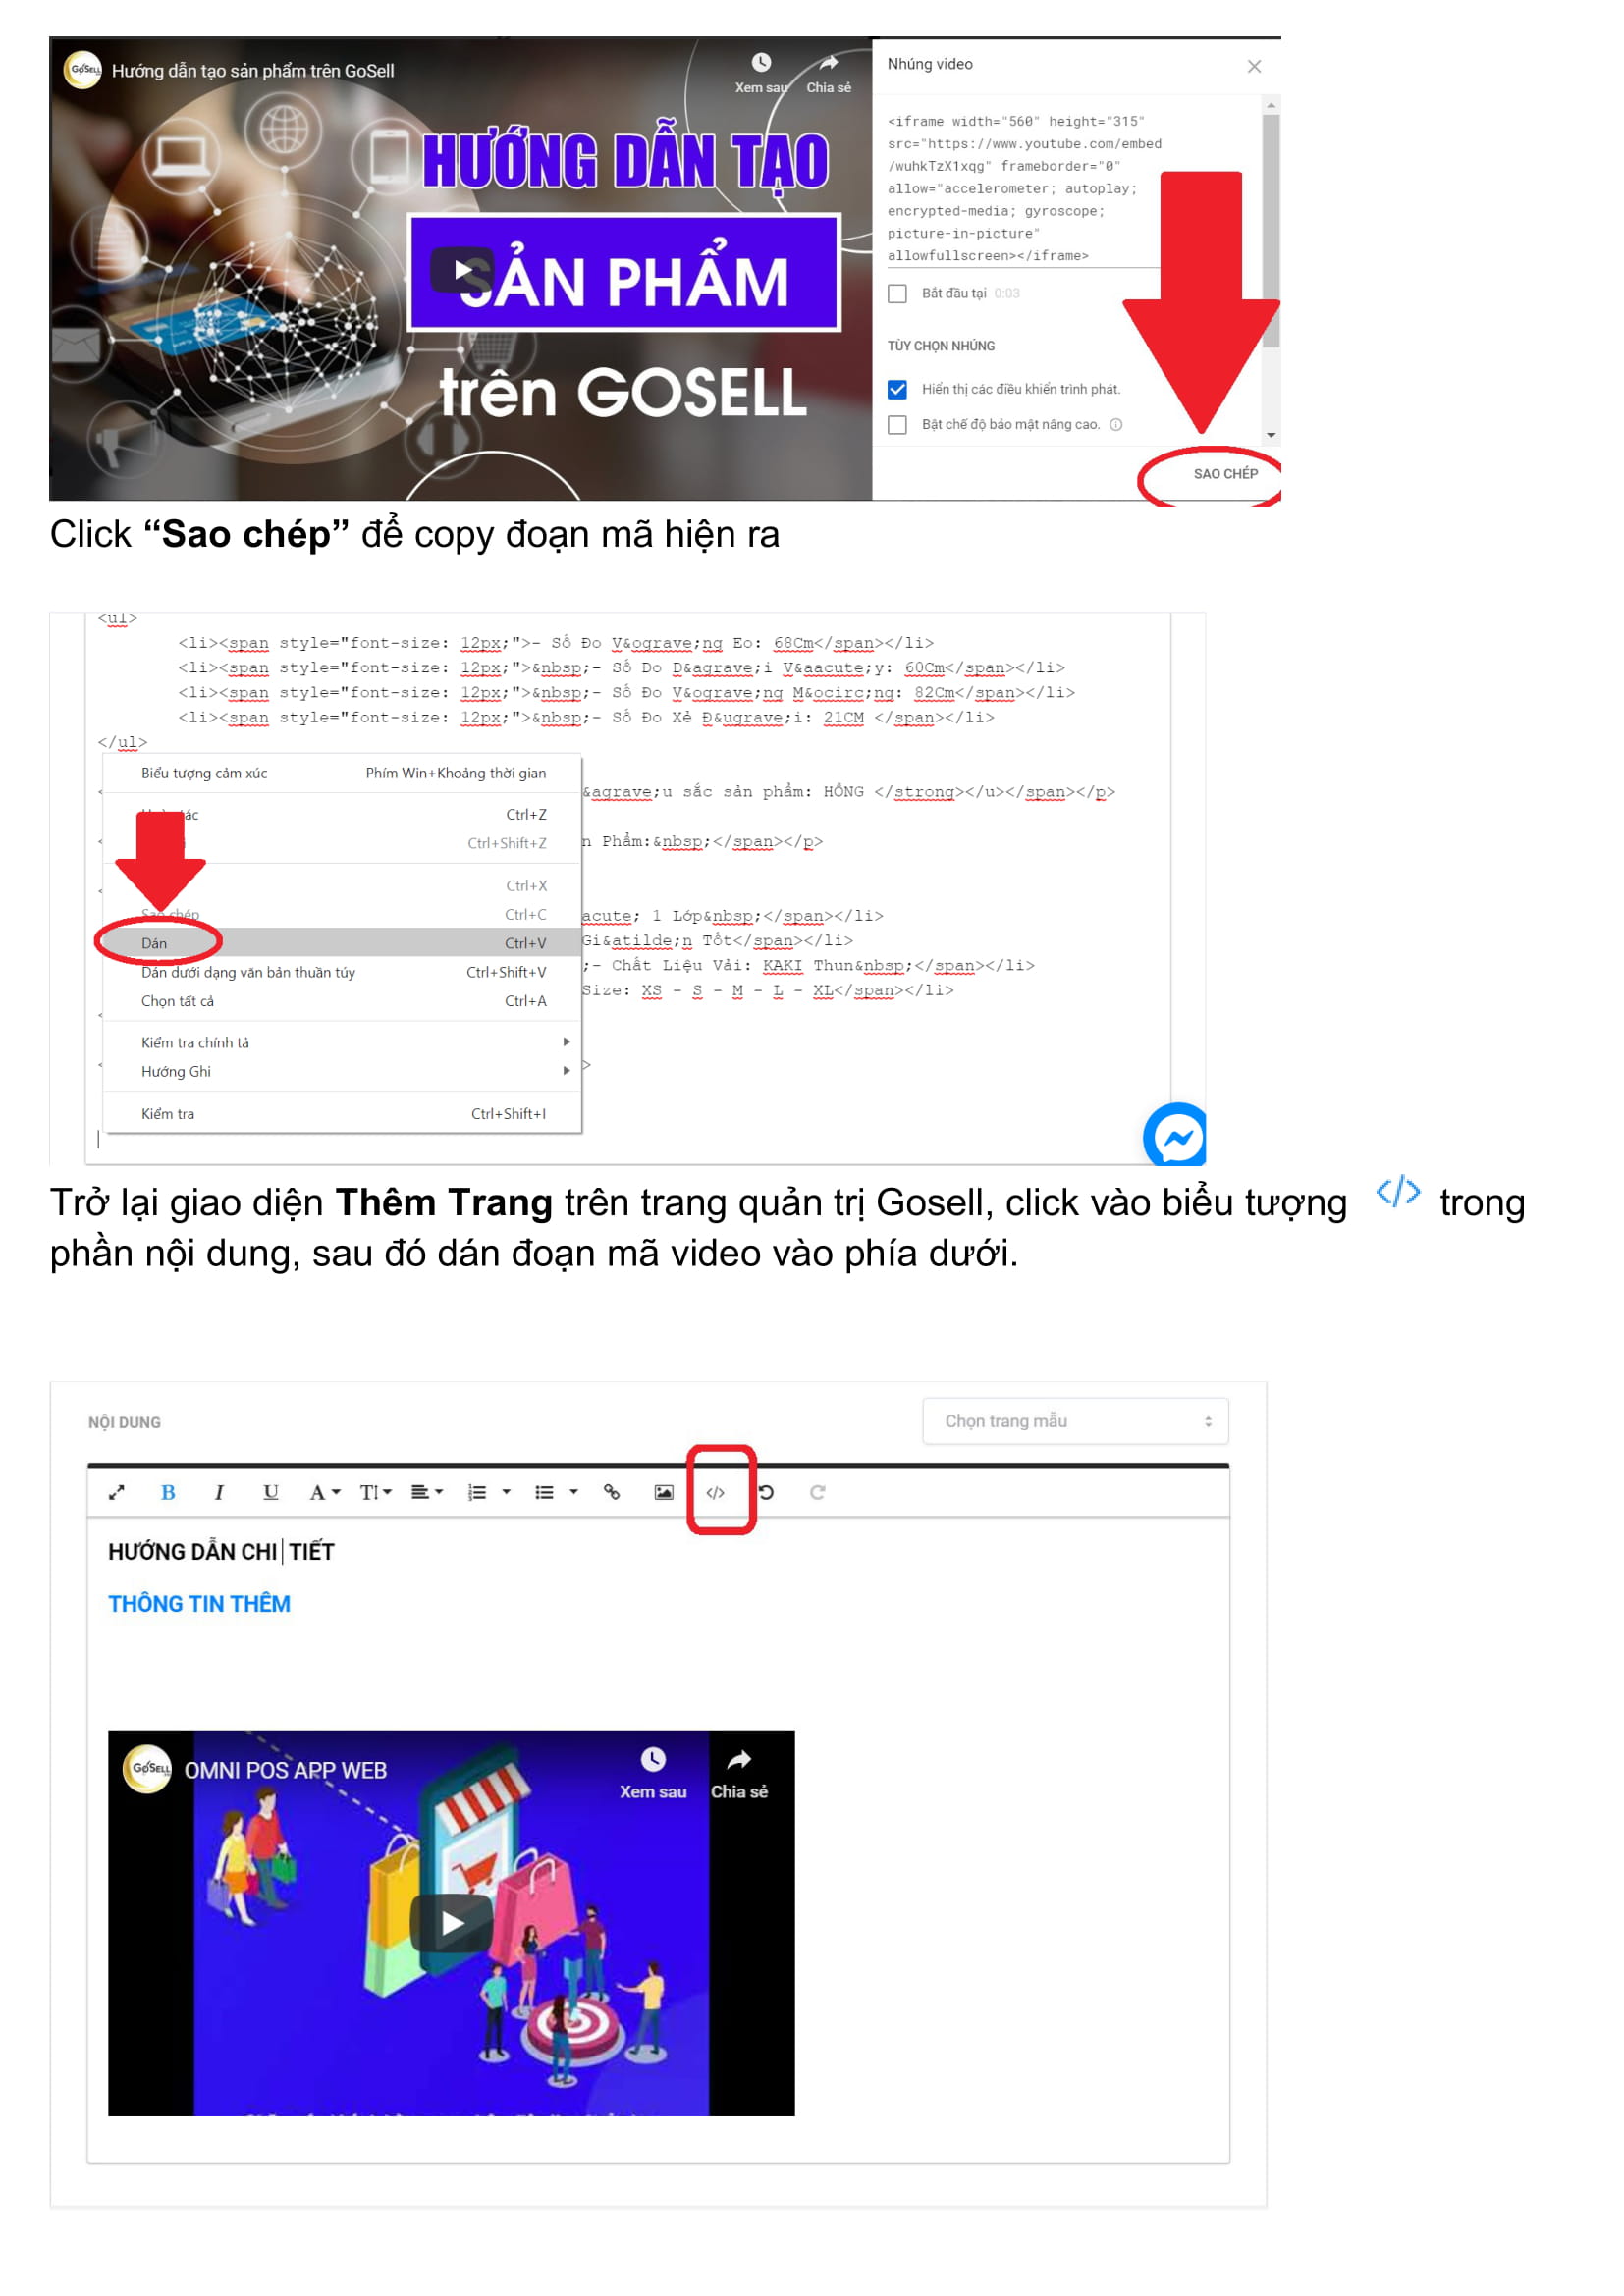 GoSELL
Hướng dẫn tạo sản phẩm trên GoSell
Xem sau
Chia sẻ
HƯỚNG DẪN TẠO
SẢN PHẨM
trên GOSELL
Nhúng video
<iframe width="560" height="315"
src="https://www.youtube.com/embed
/wuhkTzX1xqg" frameborder="0"
allow="accelerometer; autoplay;
encrypted-media; gyroscope;
picture-in-picture"
allowfullscreen></iframe>
Bắt đầu tại 0:03
TÙY CHỌN NHÚNG
Hiển thị các điều khiển trình phát.
Bật chế độ bảo mật nâng cao.
SAO CHÉP
Click “Sao chép” để copy đoạn mã hiện ra
<ul>
<li><span style="font-size: 12px;">- Số Đo V&ograve;ng Eo: 68Cm</span></li>
<li><span style="font-size: 12px;">&nbsp;- Số Đo D&agrave;i V&aacute;y: 60Cm</span></li>
<li><span style="font-size: 12px;">&nbsp;- Số Đo V&ograve;ng M&ocirc;ng: 82Cm</span></li>
<li><span style="font-size: 12px;">&nbsp;- Số Đo Xẻ Đ&ugrave;i: 21CM </span></li>
</ul>
Biểu tượng cảm xúc Phím Win+Khoảng thời gian
&agrave;u sắc sản phẩm: HỒNG </strong></u></span></p>
Ctrl+Z
Ctrl+Shift+Z
n Phẩm:&nbsp;</span></p>
Ctrl+X
Sao chép Ctrl+C
acute; 1 Lớp&nbsp;</span></li>
Dán Ctrl+V
Gi&atilde;n Tốt</span></li>
Dán dưới dạng văn bản thuần túy Ctrl+Shift+V
;- Chất Liệu Vải: KAKI Thun&nbsp;</span></li>
Chọn tất cả Ctrl+A
Size: XS - S - M - L - XL</span></li>
Kiểm tra chính tả
Hướng Ghi
>
Kiểm tra Ctrl+Shift+I
Trở lại giao diện Thêm Trang trên trang quản trị Gosell, click vào biểu tượng </> trong
phần nội dung, sau đó dán đoạn mã video vào phía dưới.
NỘI DUNG
Chọn trang mẫu
B I U A T </>
HƯỚNG DẪN CHI TIẾT
THÔNG TIN THÊM
GoSELL
OMNI POS APP WEB
Xem sau
Chia sẻ